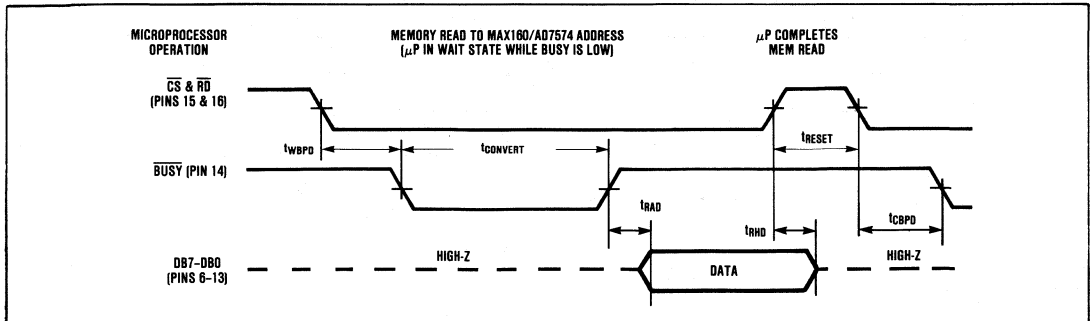 MICROPROCESSOR
OPERATION
MEMORY READ TO MAX160/AD7574 ADDRESS
(μP IN WAIT STATE WHILE BUSY IS LOW)
μP COMPLETES
MEM READ
CS & RD
(PINS 15 & 16)
tWBPD
tCONVERT
tRESET
BUSY (PIN 14)
tRAD
tRHD
tCBPD
DB7–DB0
(PINS 6–13)
HIGH-Z
DATA
HIGH-Z